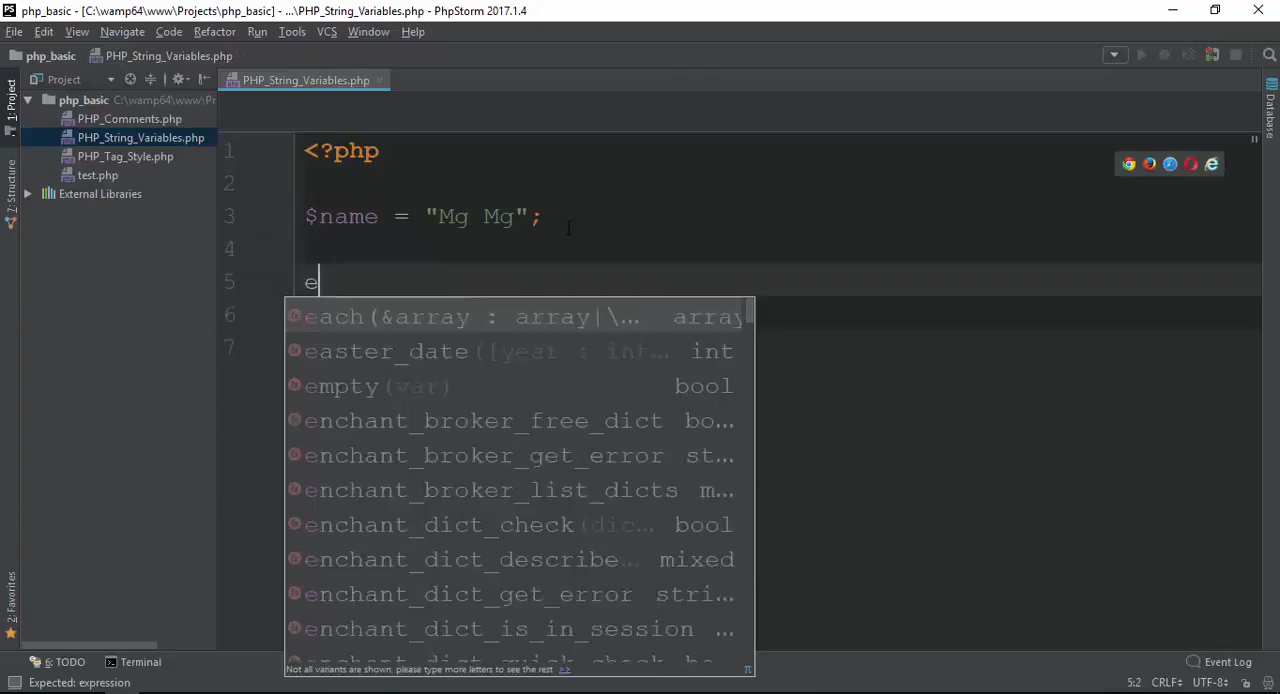 php_basic - [C:\wamp64\www\Projects\php_basic] - ...\PHP_String_Variables.php - PhpStorm 2017.1.4
File Edit View Navigate Code Refactor Run Tools VCS Window Help
php_basic PHP_String_Variables.php
Project PHP_String_Variables.php
1: Project
php_basic C:\wamp64\www\Pr
PHP_Comments.php
PHP_String_Variables.php
PHP_Tag_Style.php
test.php
External Libraries
7: Structure
2: Favorites
Database
1 <?php
2
3 $name = "Mg Mg";
4
5 e
6
7
each(&array : array|\... array
easter_date([year : int... int
empty(var) bool
enchant_broker_free_dict bo...
enchant_broker_get_error st...
enchant_broker_list_dicts m...
enchant_dict_check(dic... bool
enchant_dict_describe... mixed
enchant_dict_get_error stri...
enchant_dict_is_in_session ...
enchant_dict_quick_check bo...
Not all variants are shown, please type more letters to see the rest >> π
6: TODO Terminal Event Log
Expected: expression 5:2 CRLF UTF-8